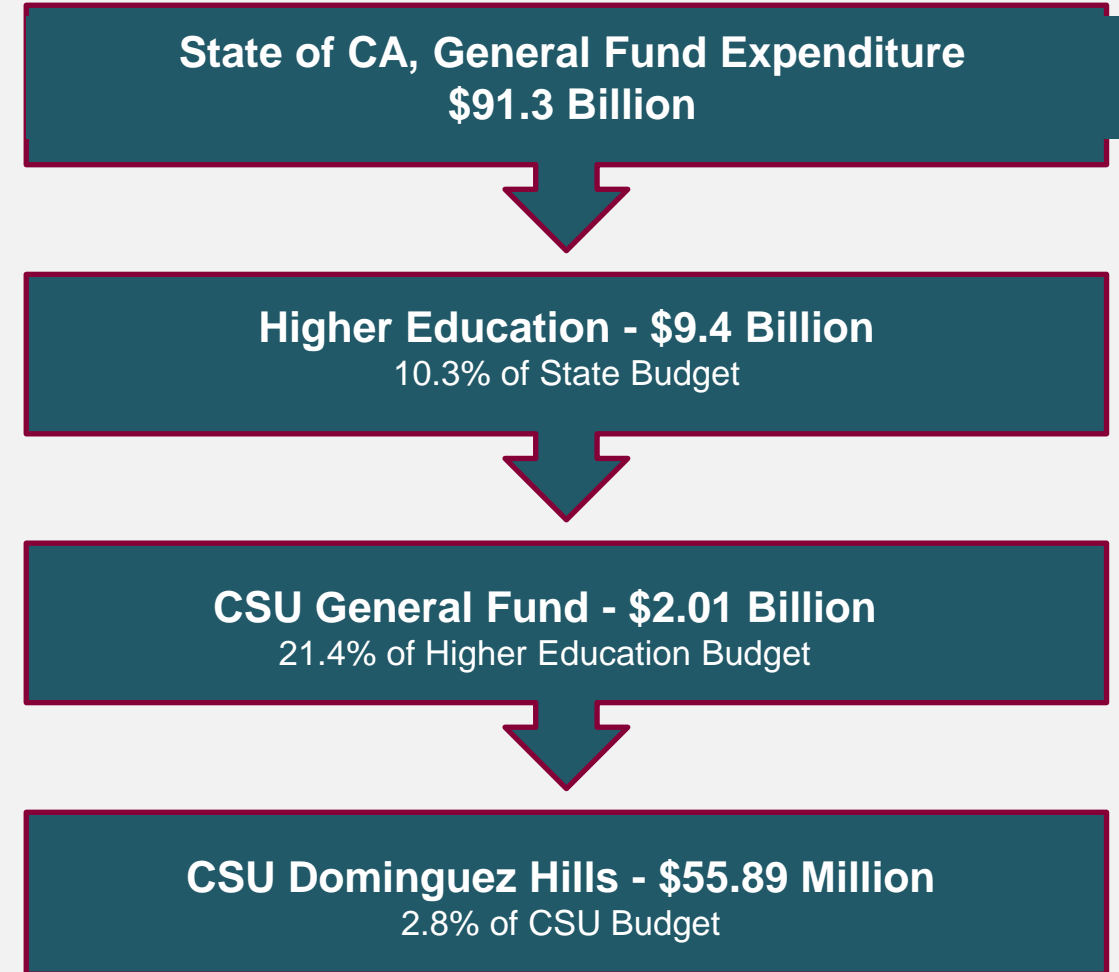 State of CA, General Fund Expenditure
$91.3 Billion
Higher Education - $9.4 Billion
10.3% of State Budget
CSU General Fund - $2.01 Billion
21.4% of Higher Education Budget
CSU Dominguez Hills - $55.89 Million
2.8% of CSU Budget